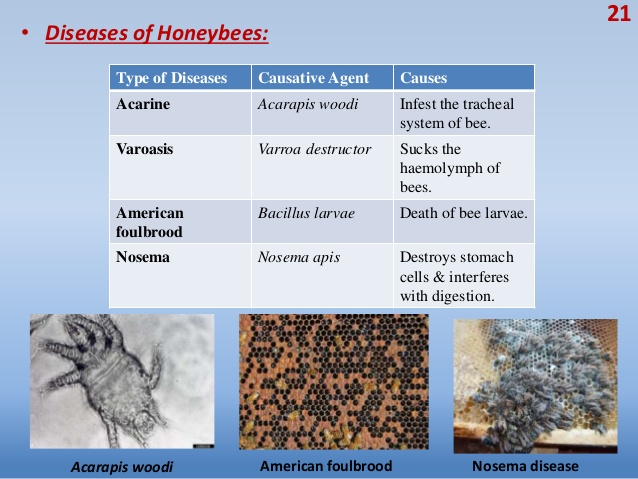 21
• Diseases of Honeybees:
Type of Diseases Causative Agent Causes
Acarine Acarapis woodi Infest the tracheal
system of bee.
Varoasis Varroa destructor Sucks the
haemolymph of
bees.
American Bacillus larvae Death of bee larvae.
foulbrood
Nosema Nosema apis Destroys stomach
cells & interferes
with digestion.
Acarapis woodi American foulbrood Nosema disease